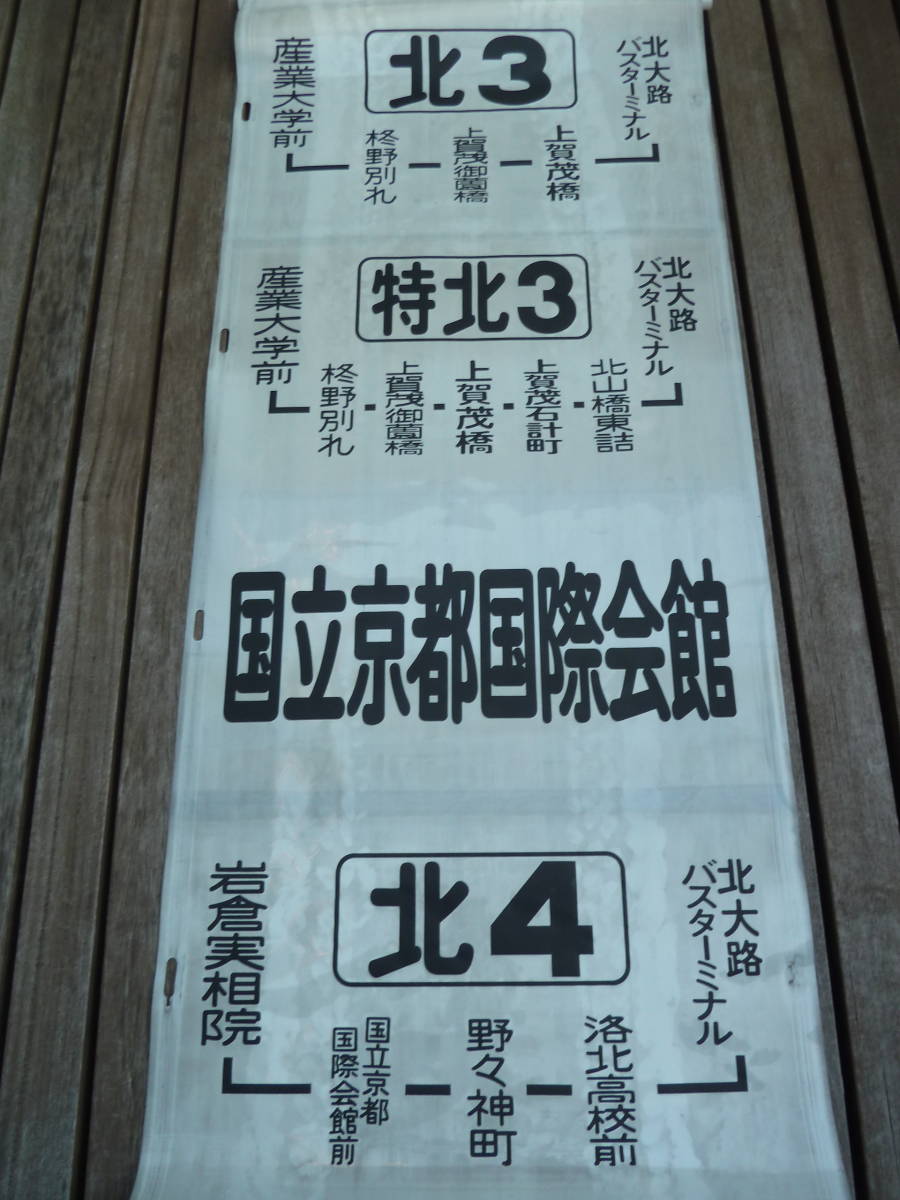 北3
北大路
バスターミナル
上賀茂橋
上賀茂御薗橋
柊野別れ
産業大学前
特北3
北大路
バスターミナル
北山橋東詰
上賀茂石計町
上賀茂橋
上賀茂御薗橋
柊野別れ
産業大学前
国立京都国際会館
北4
北大路
バスターミナル
洛北高校前
野々神町
国立京都
国際会館前
岩倉実相院